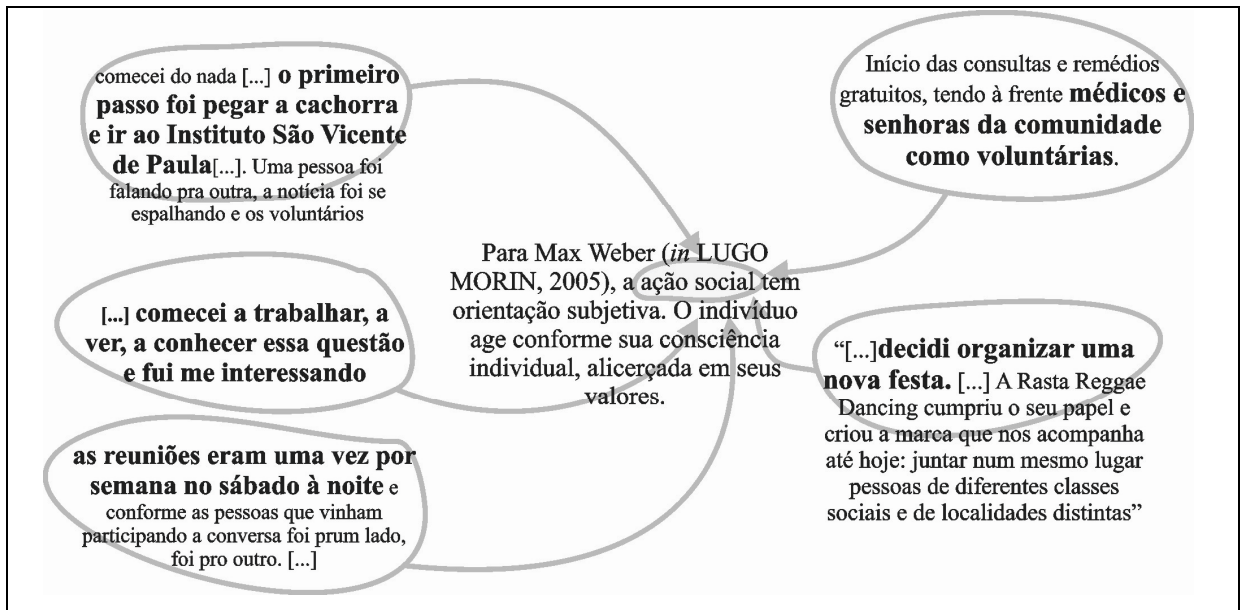 comecei do nada [...] o primeiro
passo foi pegar a cachorra
e ir ao Instituto São Vicente
de Paula[...]. Uma pessoa foi
falando pra outra, a notícia foi se
espalhando e os voluntários
[...] comecei a trabalhar, a
ver, a conhecer essa questão
e fui me interessando
as reuniões eram uma vez por
semana no sábado à noite e
conforme as pessoas que vinham
participando a conversa foi prum lado,
foi pro outro. [...]
Para Max Weber (in LUGO
MORIN, 2005), a ação social tem
orientação subjetiva. O indivíduo
age conforme sua consciência
individual, alicerçada em seus
valores.
Início das consultas e remédios
gratuitos, tendo à frente médicos e
senhoras da comunidade
como voluntárias.
“[...]decidi organizar uma
nova festa. [...] A Rasta Reggae
Dancing cumpriu o seu papel e
criou a marca que nos acompanha
até hoje: juntar num mesmo lugar
pessoas de diferentes classes
sociais e de localidades distintas”